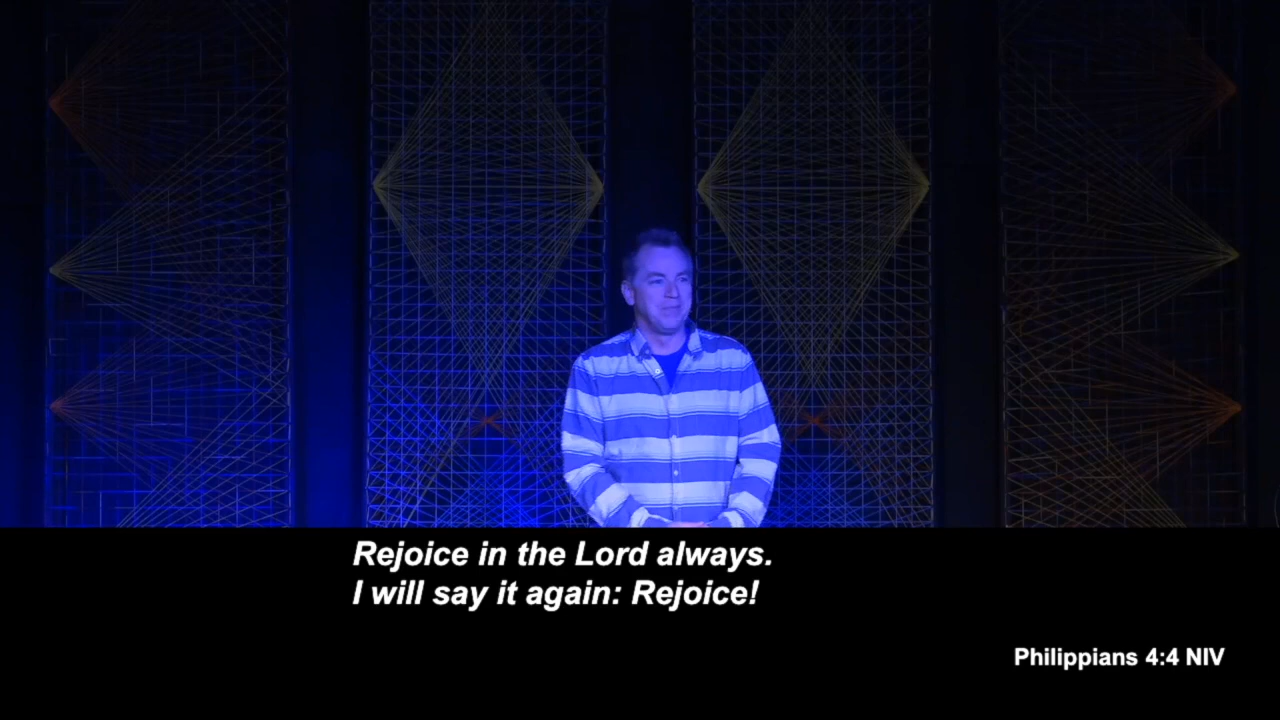 Rejoice in the Lord always.
I will say it again: Rejoice!
Philippians 4:4 NIV